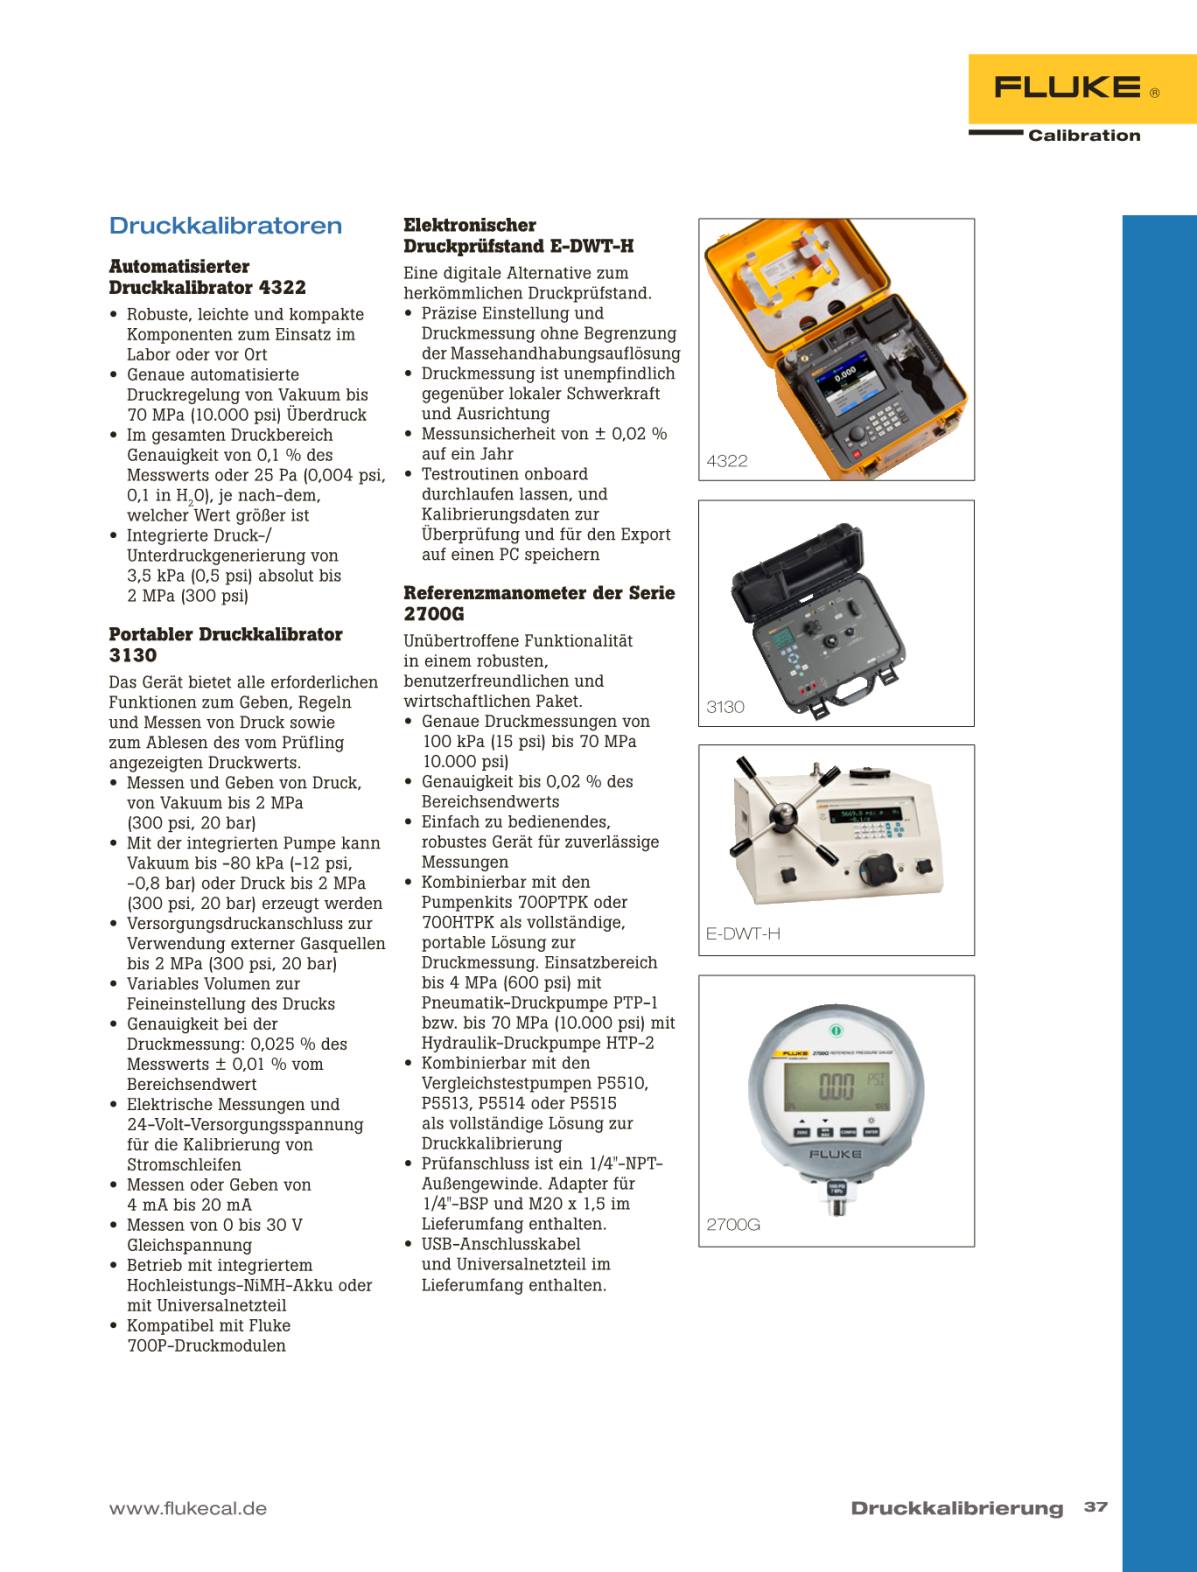 FLUKE ®
Calibration
Druckkalibratoren
Automatisierter
Druckkalibrator 4322
• Robuste, leichte und kompakte
Komponenten zum Einsatz im
Labor oder vor Ort
• Genaue automatisierte
Druckregelung von Vakuum bis
70 MPa (10.000 psi) Überdruck
• Im gesamten Druckbereich
Genauigkeit von 0,1 % des
Messwerts oder 25 Pa (0,004 psi,
0,1 in H₂O), je nach-dem,
welcher Wert größer ist
• Integrierte Druck-/
Unterdruckgenerierung von
3,5 kPa (0,5 psi) absolut bis
2 MPa (300 psi)
Portabler Druckkalibrator
3130
Das Gerät bietet alle erforderlichen
Funktionen zum Geben, Regeln
und Messen von Druck sowie
zum Ablesen des vom Prüfling
angezeigten Druckwerts.
• Messen und Geben von Druck,
von Vakuum bis 2 MPa
(300 psi, 20 bar)
• Mit der integrierten Pumpe kann
Vakuum bis -80 kPa (-12 psi,
-0,8 bar) oder Druck bis 2 MPa
(300 psi, 20 bar) erzeugt werden
• Versorgungsdruckanschluss zur
Verwendung externer Gasquellen
bis 2 MPa (300 psi, 20 bar)
• Variables Volumen zur
Feineinstellung des Drucks
• Genauigkeit bei der
Druckmessung: 0,025 % des
Messwerts ± 0,01 % vom
Bereichsendwert
• Elektrische Messungen und
24-Volt-Versorgungsspannung
für die Kalibrierung von
Stromschleifen
• Messen oder Geben von
4 mA bis 20 mA
• Messen von 0 bis 30 V
Gleichspannung
• Betrieb mit integriertem
Hochleistungs-NiMH-Akku oder
mit Universalnetzteil
• Kompatibel mit Fluke
700P-Druckmodulen
Elektronischer
Druckprüfstand E-DWT-H
Eine digitale Alternative zum
herkömmlichen Druckprüfstand.
• Präzise Einstellung und
Druckmessung ohne Begrenzung
der Massehandhabungsauflösung
• Druckmessung ist unempfindlich
gegenüber lokaler Schwerkraft
und Ausrichtung
• Messunsicherheit von ± 0,02 %
auf ein Jahr
• Testroutinen onboard
durchlaufen lassen, und
Kalibrierungsdaten zur
Überprüfung und für den Export
auf einen PC speichern
Referenzmanometer der Serie
2700G
Unübertroffene Funktionalität
in einem robusten,
benutzerfreundlichen und
wirtschaftlichen Paket.
• Genaue Druckmessungen von
100 kPa (15 psi) bis 70 MPa
10.000 psi)
• Genauigkeit bis 0,02 % des
Bereichsendwerts
• Einfach zu bedienendes,
robustes Gerät für zuverlässige
Messungen
• Kombinierbar mit den
Pumpenkits 700PTPK oder
700HTPK als vollständige,
portable Lösung zur
Druckmessung. Einsatzbereich
bis 4 MPa (600 psi) mit
Pneumatik-Druckpumpe PTP-1
bzw. bis 70 MPa (10.000 psi) mit
Hydraulik-Druckpumpe HTP-2
• Kombinierbar mit den
Vergleichstestpumpen P5510,
P5513, P5514 oder P5515
als vollständige Lösung zur
Druckkalibrierung
• Prüfanschluss ist ein 1/4"-NPT-
Außengewinde. Adapter für
1/4"-BSP und M20 x 1,5 im
Lieferumfang enthalten.
• USB-Anschlusskabel
und Universalnetzteil im
Lieferumfang enthalten.
0.000
4322
3130
E-DWT-H
FLUKE 2700G REFERENCE PRESSURE GAUGE
0.00 PSI
ZERO MIN MAX CONFIG ENTER
FLUKE
2700G
www.flukecal.de
Druckkalibrierung 37